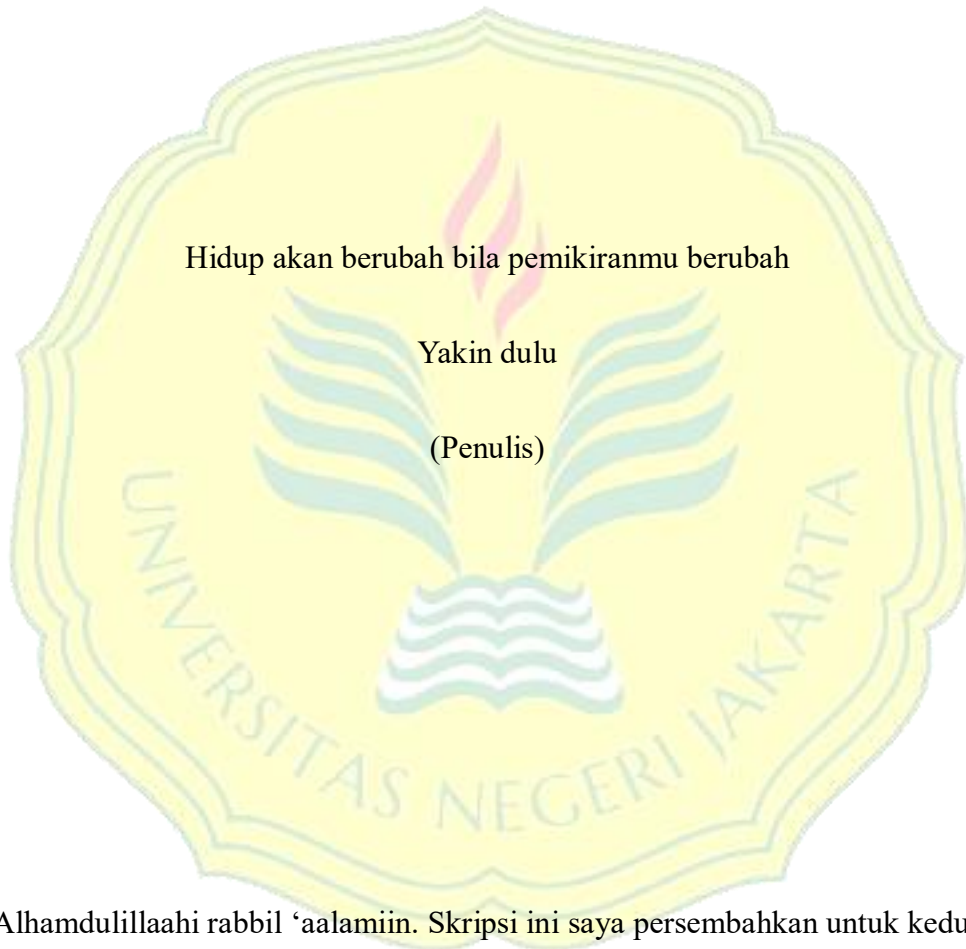 Hidup akan berubah bila pemikiranmu berubah
Yakin dulu
(Penulis)
UNIVERSITAS NEGERI JAKARTA
Alhamdulillaahi rabbil ‘aalamiin. Skripsi ini saya persembahkan untuk